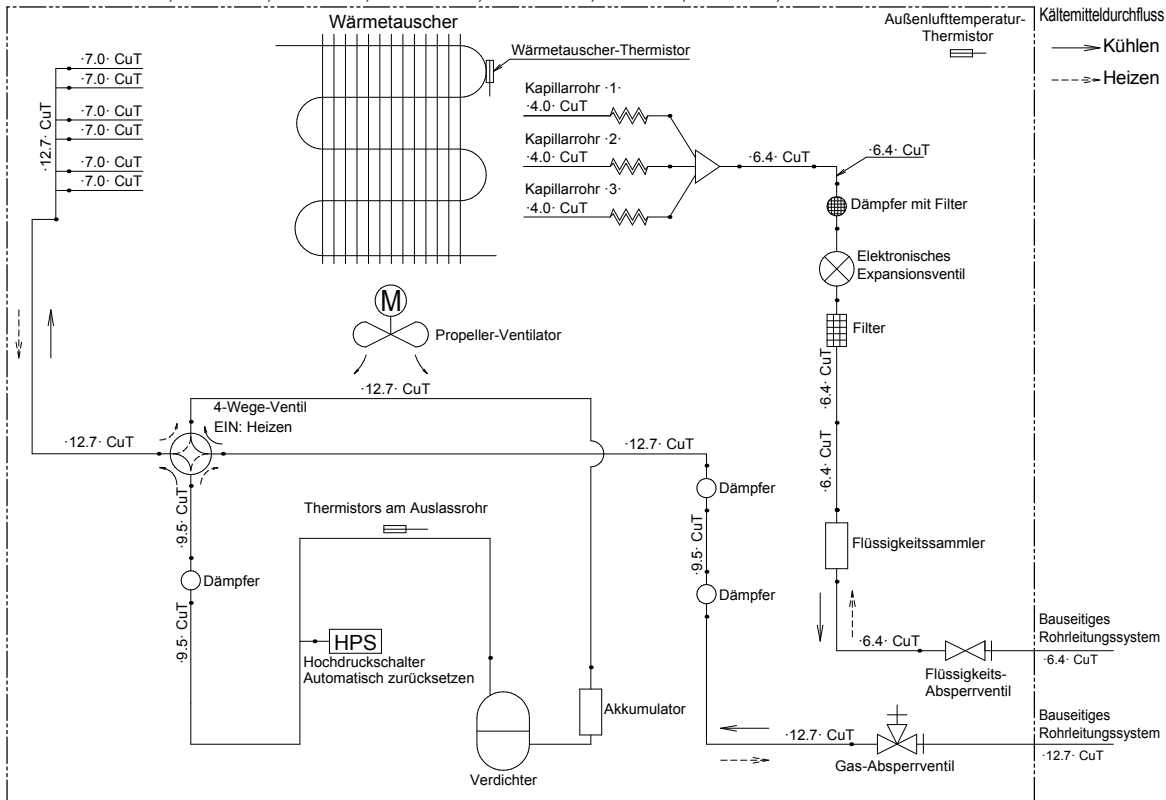 Wärmetauscher
Außenlufttemperatur-
Thermistor
Kältemitteldurchfluss
Kühlen
Heizen
·7.0· CuT
·7.0· CuT
·7.0· CuT
·7.0· CuT
·7.0· CuT
·7.0· CuT
·12.7· CuT
Wärmetauscher-Thermistor
Kapillarrohr ·1·
·4.0· CuT
Kapillarrohr ·2·
·4.0· CuT
Kapillarrohr ·3·
·4.0· CuT
·6.4· CuT
·6.4· CuT
Dämpfer mit Filter
Elektronisches
Expansionsventil
Filter
·6.4· CuT
·6.4· CuT
M
Propeller-Ventilator
·12.7· CuT
4-Wege-Ventil
EIN: Heizen
·12.7· CuT
·12.7· CuT
·9.5· CuT
Dämpfer
·9.5· CuT
Thermistors am Auslassrohr
HPS
Hochdruckschalter
Automatisch zurücksetzen
Verdichter
Akkumulator
Dämpfer
·9.5· CuT
Dämpfer
Flüssigkeitssammler
·6.4· CuT
Flüssigkeits-
Absperrventil
Bauseitiges
Rohrleitungssystem
·6.4· CuT
·12.7· CuT
Gas-Absperrventil
Bauseitiges
Rohrleitungssystem
·12.7· CuT